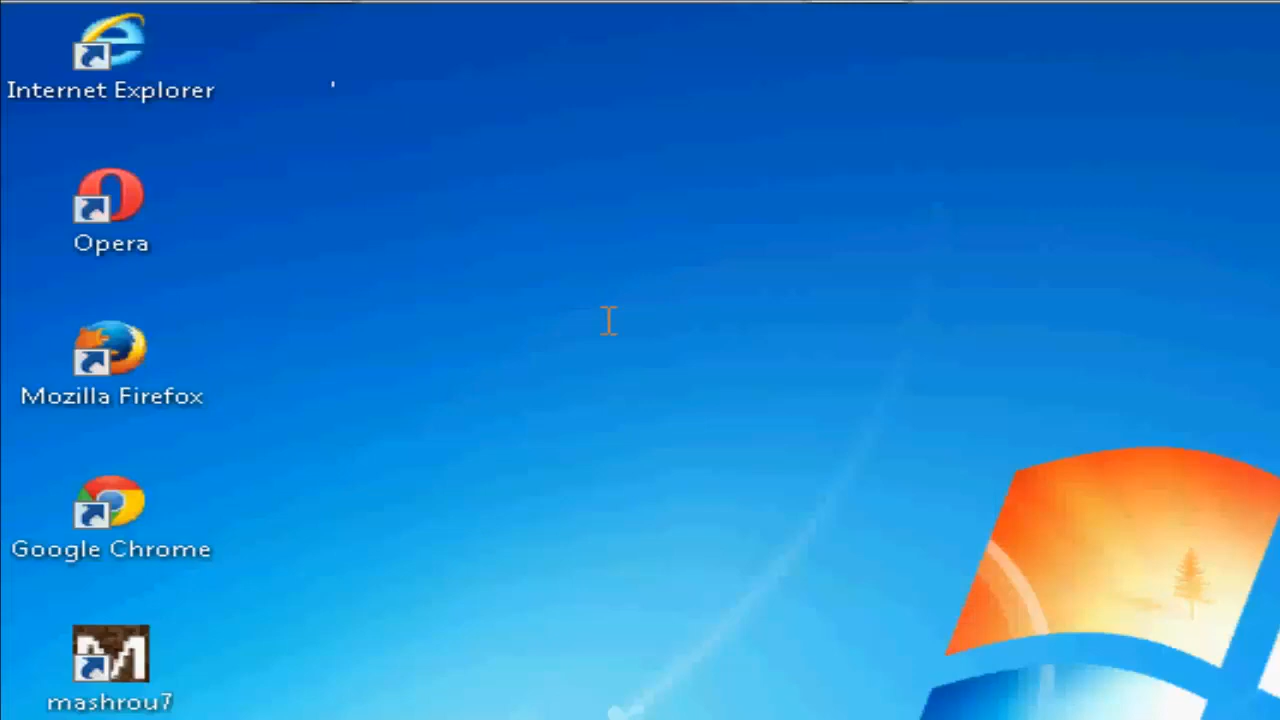 Internet Explorer
Opera
Mozilla Firefox
Google Chrome
mashrou7